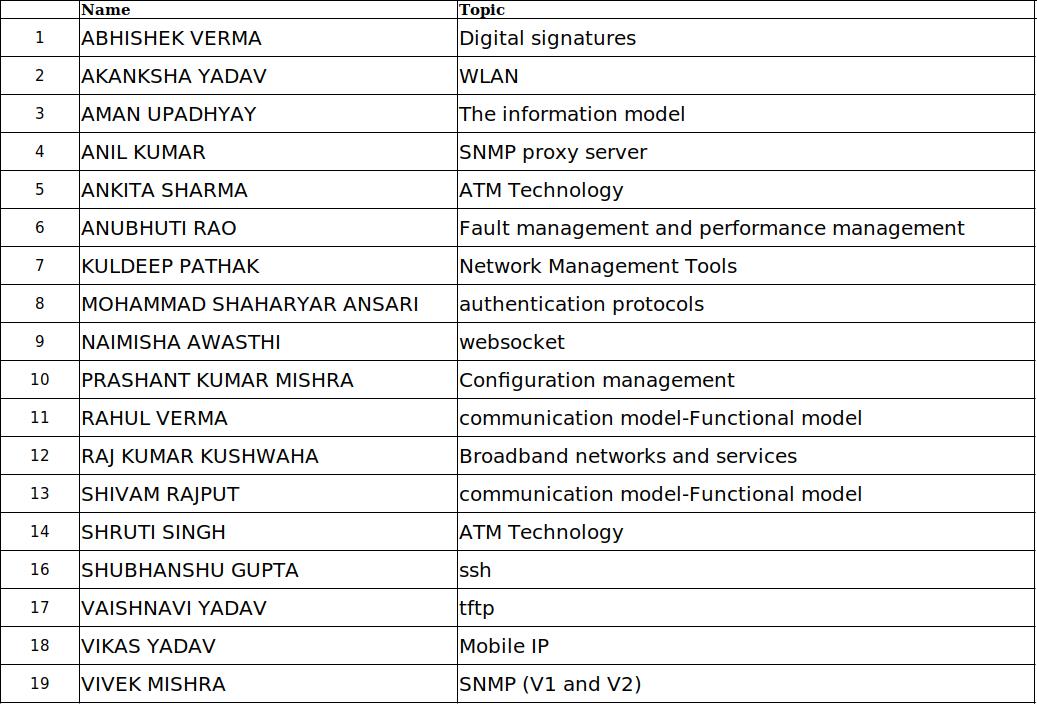 Name Topic
1 ABHISHEK VERMA Digital signatures
2 AKANKSHA YADAV WLAN
3 AMAN UPADHYAY The information model
4 ANIL KUMAR SNMP proxy server
5 ANKITA SHARMA ATM Technology
6 ANUBHUTI RAO Fault management and performance management
7 KULDEEP PATHAK Network Management Tools
8 MOHAMMAD SHAHARYAR ANSARI authentication protocols
9 NAIMISHA AWASTHI websocket
10 PRASHANT KUMAR MISHRA Configuration management
11 RAHUL VERMA communication model-Functional model
12 RAJ KUMAR KUSHWAHA Broadband networks and services
13 SHIVAM RAJPUT communication model-Functional model
14 SHRUTI SINGH ATM Technology
16 SHUBHANSHU GUPTA ssh
17 VAISHNAVI YADAV tftp
18 VIKAS YADAV Mobile IP
19 VIVEK MISHRA SNMP (V1 and V2)